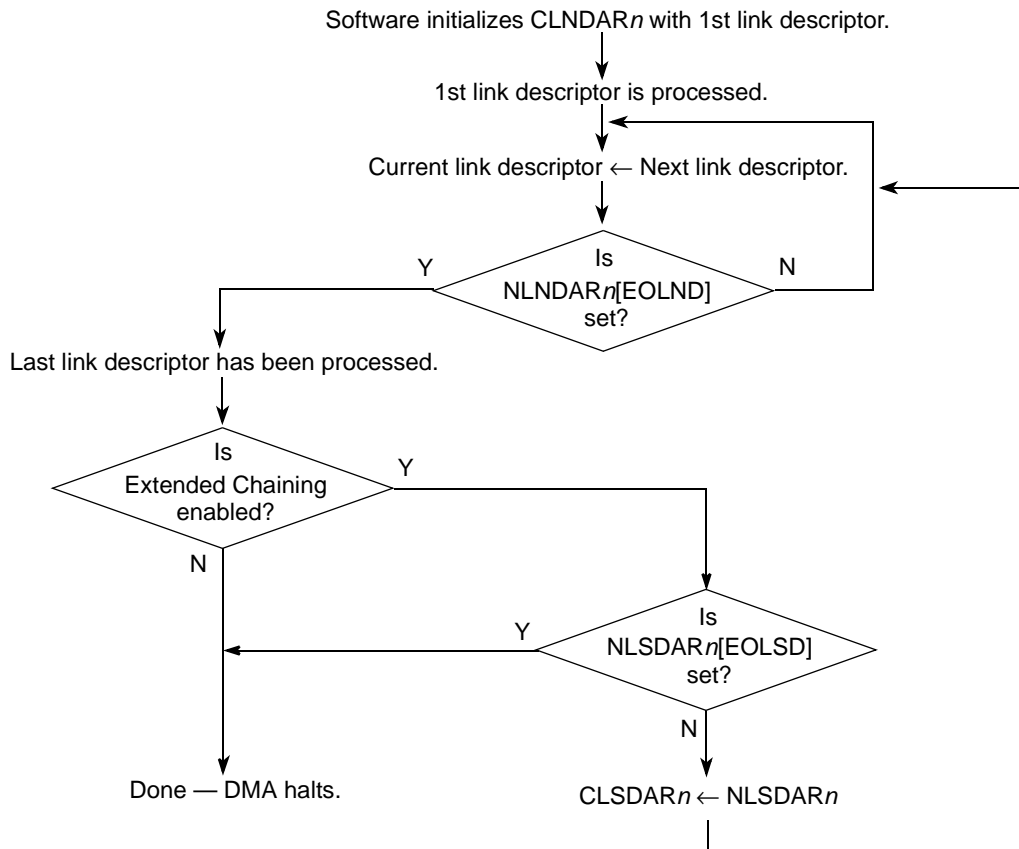 Software initializes CLNDARn with 1st link descriptor.
1st link descriptor is processed.
Current link descriptor ← Next link descriptor.
Is
NLNDARn[EOLND]
set?
Y
N
Last link descriptor has been processed.
Is
Extended Chaining
enabled?
Y
N
Is
NLSDARn[EOLSD]
set?
Y
N
Done — DMA halts.
CLSDARn ← NLSDARn